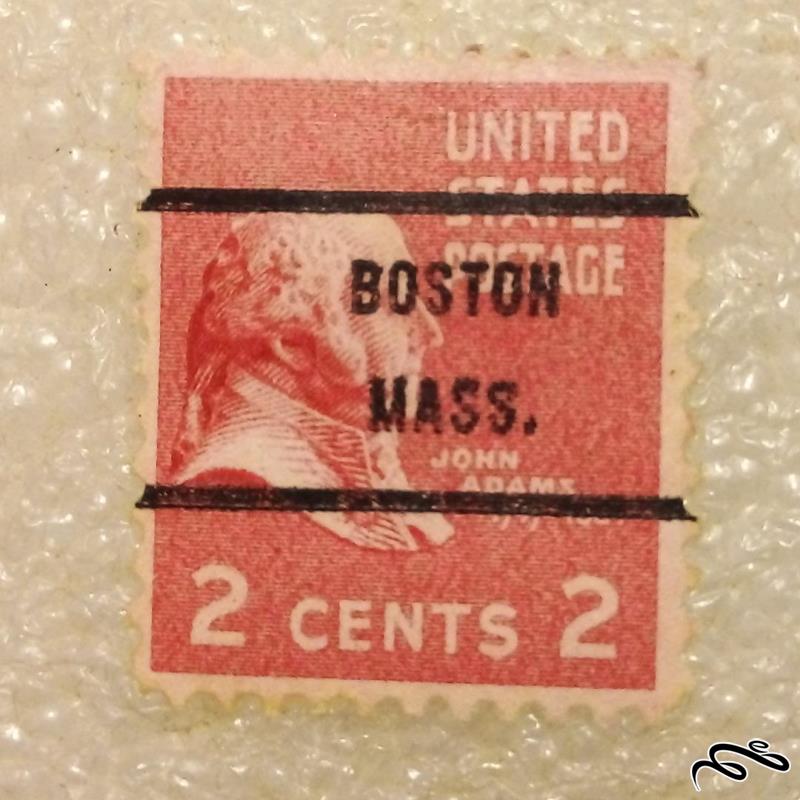 UNITED
STATES
POSTAGE
BOSTON
MASS.
JOHN
ADAMS
2 CENTS 2